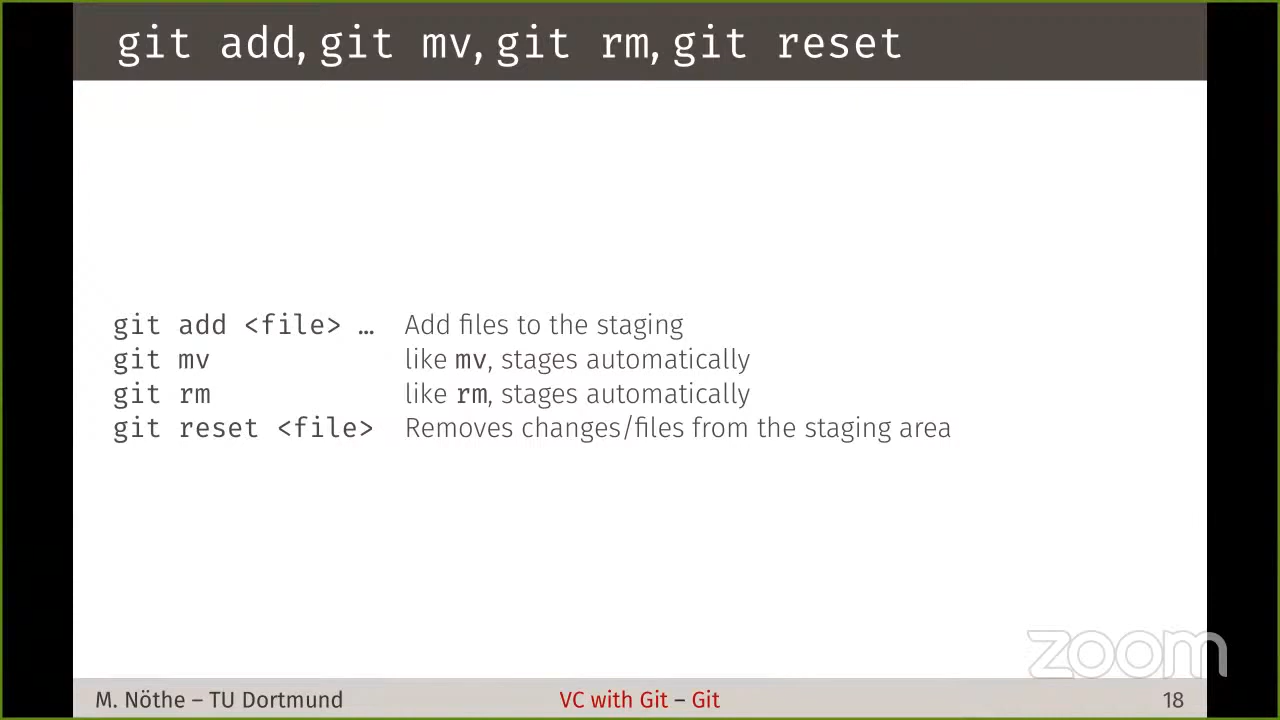 git add, git mv, git rm, git reset
git add <file> … Add files to the staging
git mv like mv, stages automatically
git rm like rm, stages automatically
git reset <file> Removes changes/files from the staging area
zoom
M. Nöthe – TU Dortmund VC with Git – Git 18